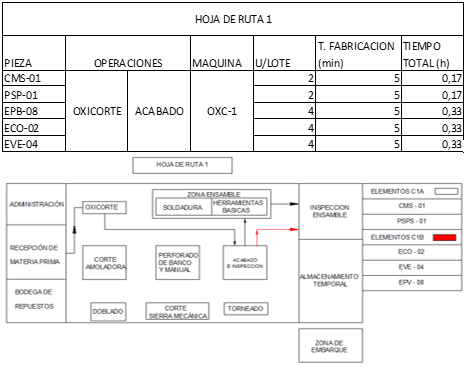 HOJA DE RUTA 1
PIEZA OPERACIONES MAQUINA U/LOTE T. FABRICACION (min) TIEMPO TOTAL (h)
CMS-01 2 5 0,17
PSP-01 2 5 0,17
EPB-08 OXICORTE ACABADO OXC-1 4 5 0,33
ECO-02 4 5 0,33
EVE-04 4 5 0,33
HOJA DE RUTA 1
ADMINISTRACIÓN
RECEPCIÓN DE
MATERIA PRIMA
BODEGA DE
REPUESTOS
OXICORTE
ZONA ENSAMBLE
SOLDADURA
HERRAMIENTAS
BASICAS
CORTE
AMOLADORA
PERFORADO
DE BANCO
Y MANUAL
ACABADO
E INSPECCION
DOBLADO
CORTE
SIERRA MECÁNICA
TORNEADO
INSPECCION
ENSAMBLE
ALMACENAMIENTO
TEMPORAL
ZONA DE
EMBARQUE
ELEMENTOS C1A
CMS - 01
PSPS - 01
ELEMENTOS C1B
ECO - 02
EVE - 04
EPV - 08